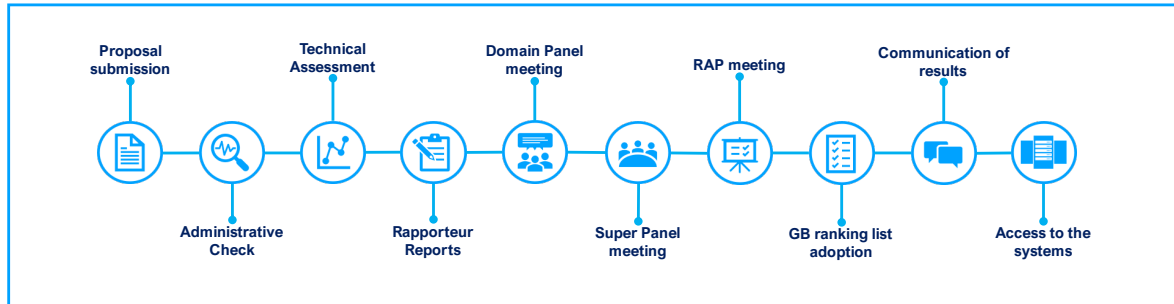 Proposal
submission
Administrative
Check
Technical
Assessment
Rapporteur
Reports
Domain Panel
meeting
Super Panel
meeting
RAP meeting
GB ranking list
adoption
Communication of
results
Access to the
systems